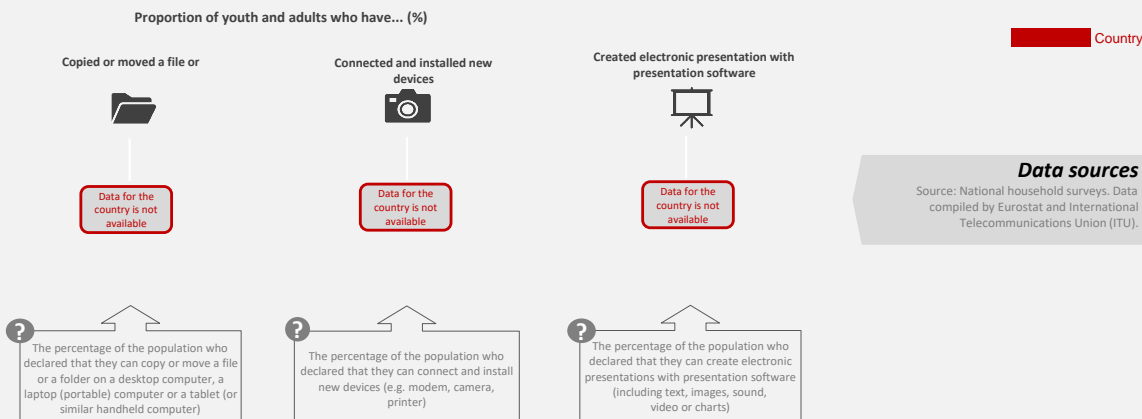 Proportion of youth and adults who have... (%)
Country
Copied or moved a file or
Connected and installed new
devices
Created electronic presentation with
presentation software
Data for the
country is not
available
Data for the
country is not
available
Data for the
country is not
available
Data sources
Source: National household surveys. Data
compiled by Eurostat and International
Telecommunications Union (ITU).
?
The percentage of the population who
declared that they can copy or move a file
or a folder on a desktop computer, a
laptop (portable) computer or a tablet (or
similar handheld computer)
?
The percentage of the population who
declared that they can connect and install
new devices (e.g. modem, camera,
printer)
?
The percentage of the population who
declared that they can create electronic
presentations with presentation software
(including text, images, sound,
video or charts)